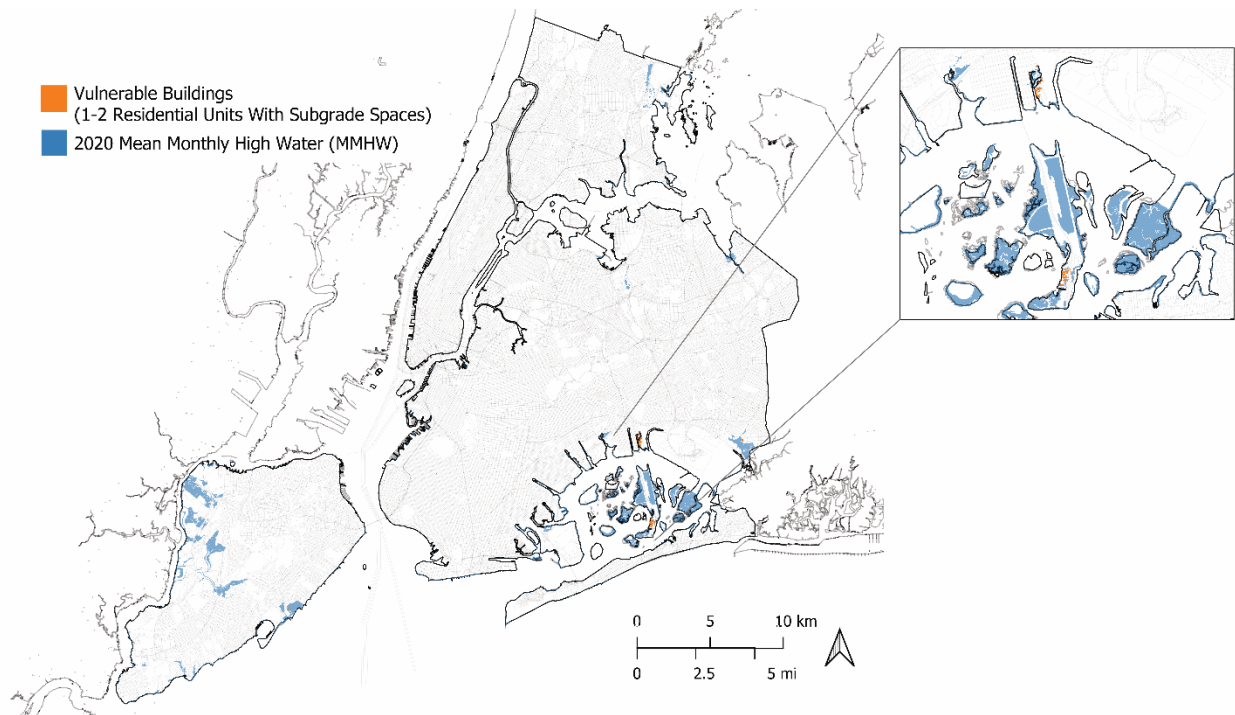 Vulnerable Buildings
(1-2 Residential Units With Subgrade Spaces)
2020 Mean Monthly High Water (MMHW)
0 5 10 km
0 2.5 5 mi